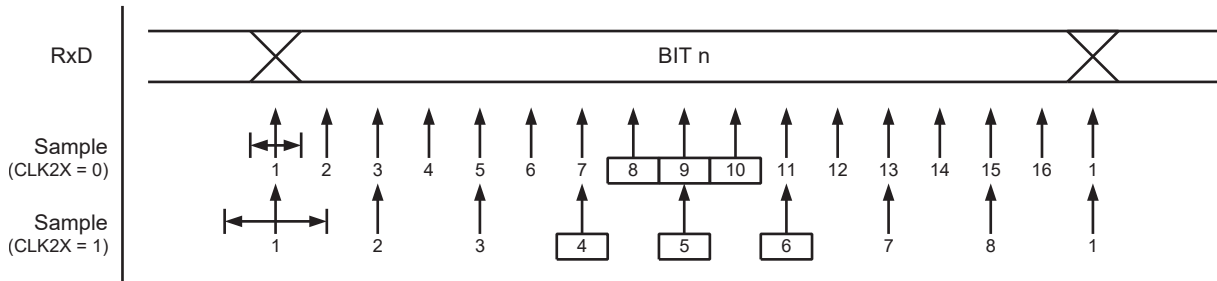 RxD BIT n
Sample
(CLK2X = 0) 1 2 3 4 5 6 7 8 9 10 11 12 13 14 15 16 1
Sample
(CLK2X = 1) 1 2 3 4 5 6 7 8 1